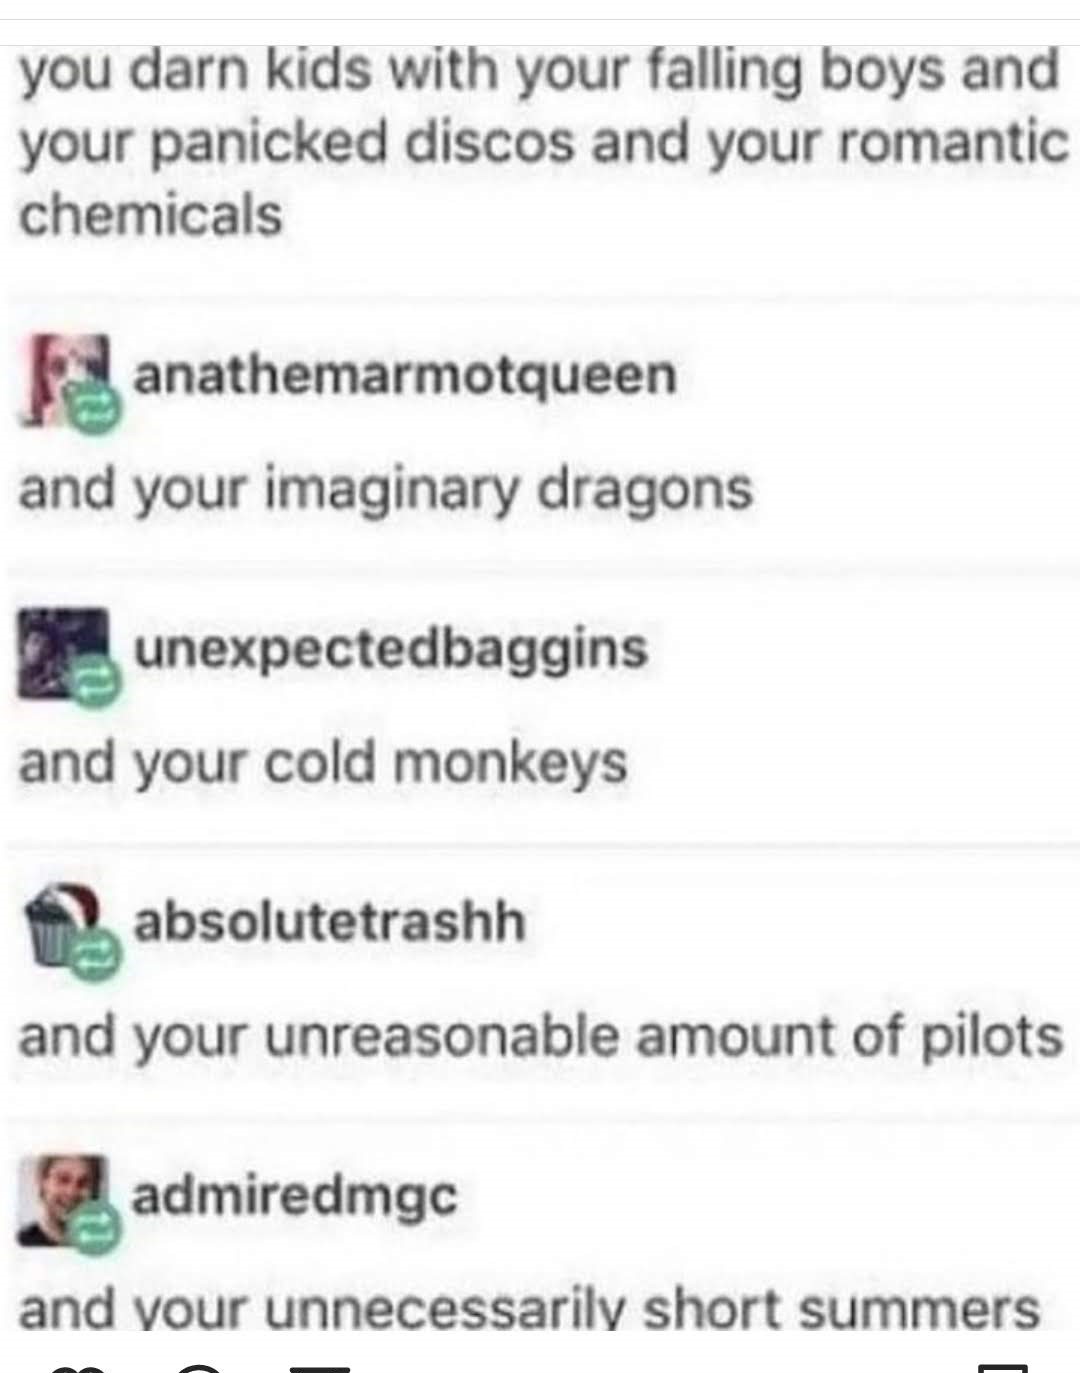 you darn kids with your falling boys and
your panicked discos and your romantic
chemicals
anathemarmotqueen
and your imaginary dragons
unexpectedbaggins
and your cold monkeys
absolutetrashh
and your unreasonable amount of pilots
admiredmgc
and your unnecessarily short summers